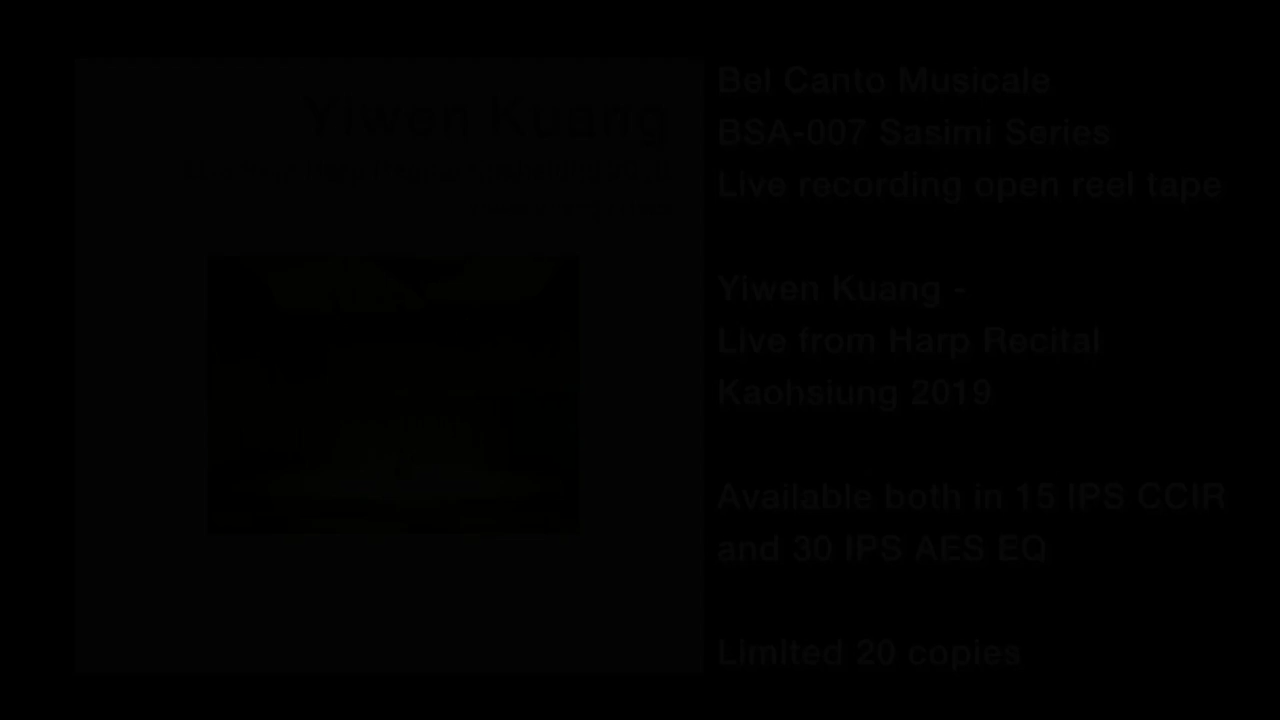 Yiwen Kuang
Bel Canto Musicale
BSA-007 Sasimi Series
Live recording open reel tape
Yiwen Kuang -
Live from Harp Recital
Kaohsiung 2019
Available both in 15 IPS CCIR
and 30 IPS AES EQ
Limited 20 copies